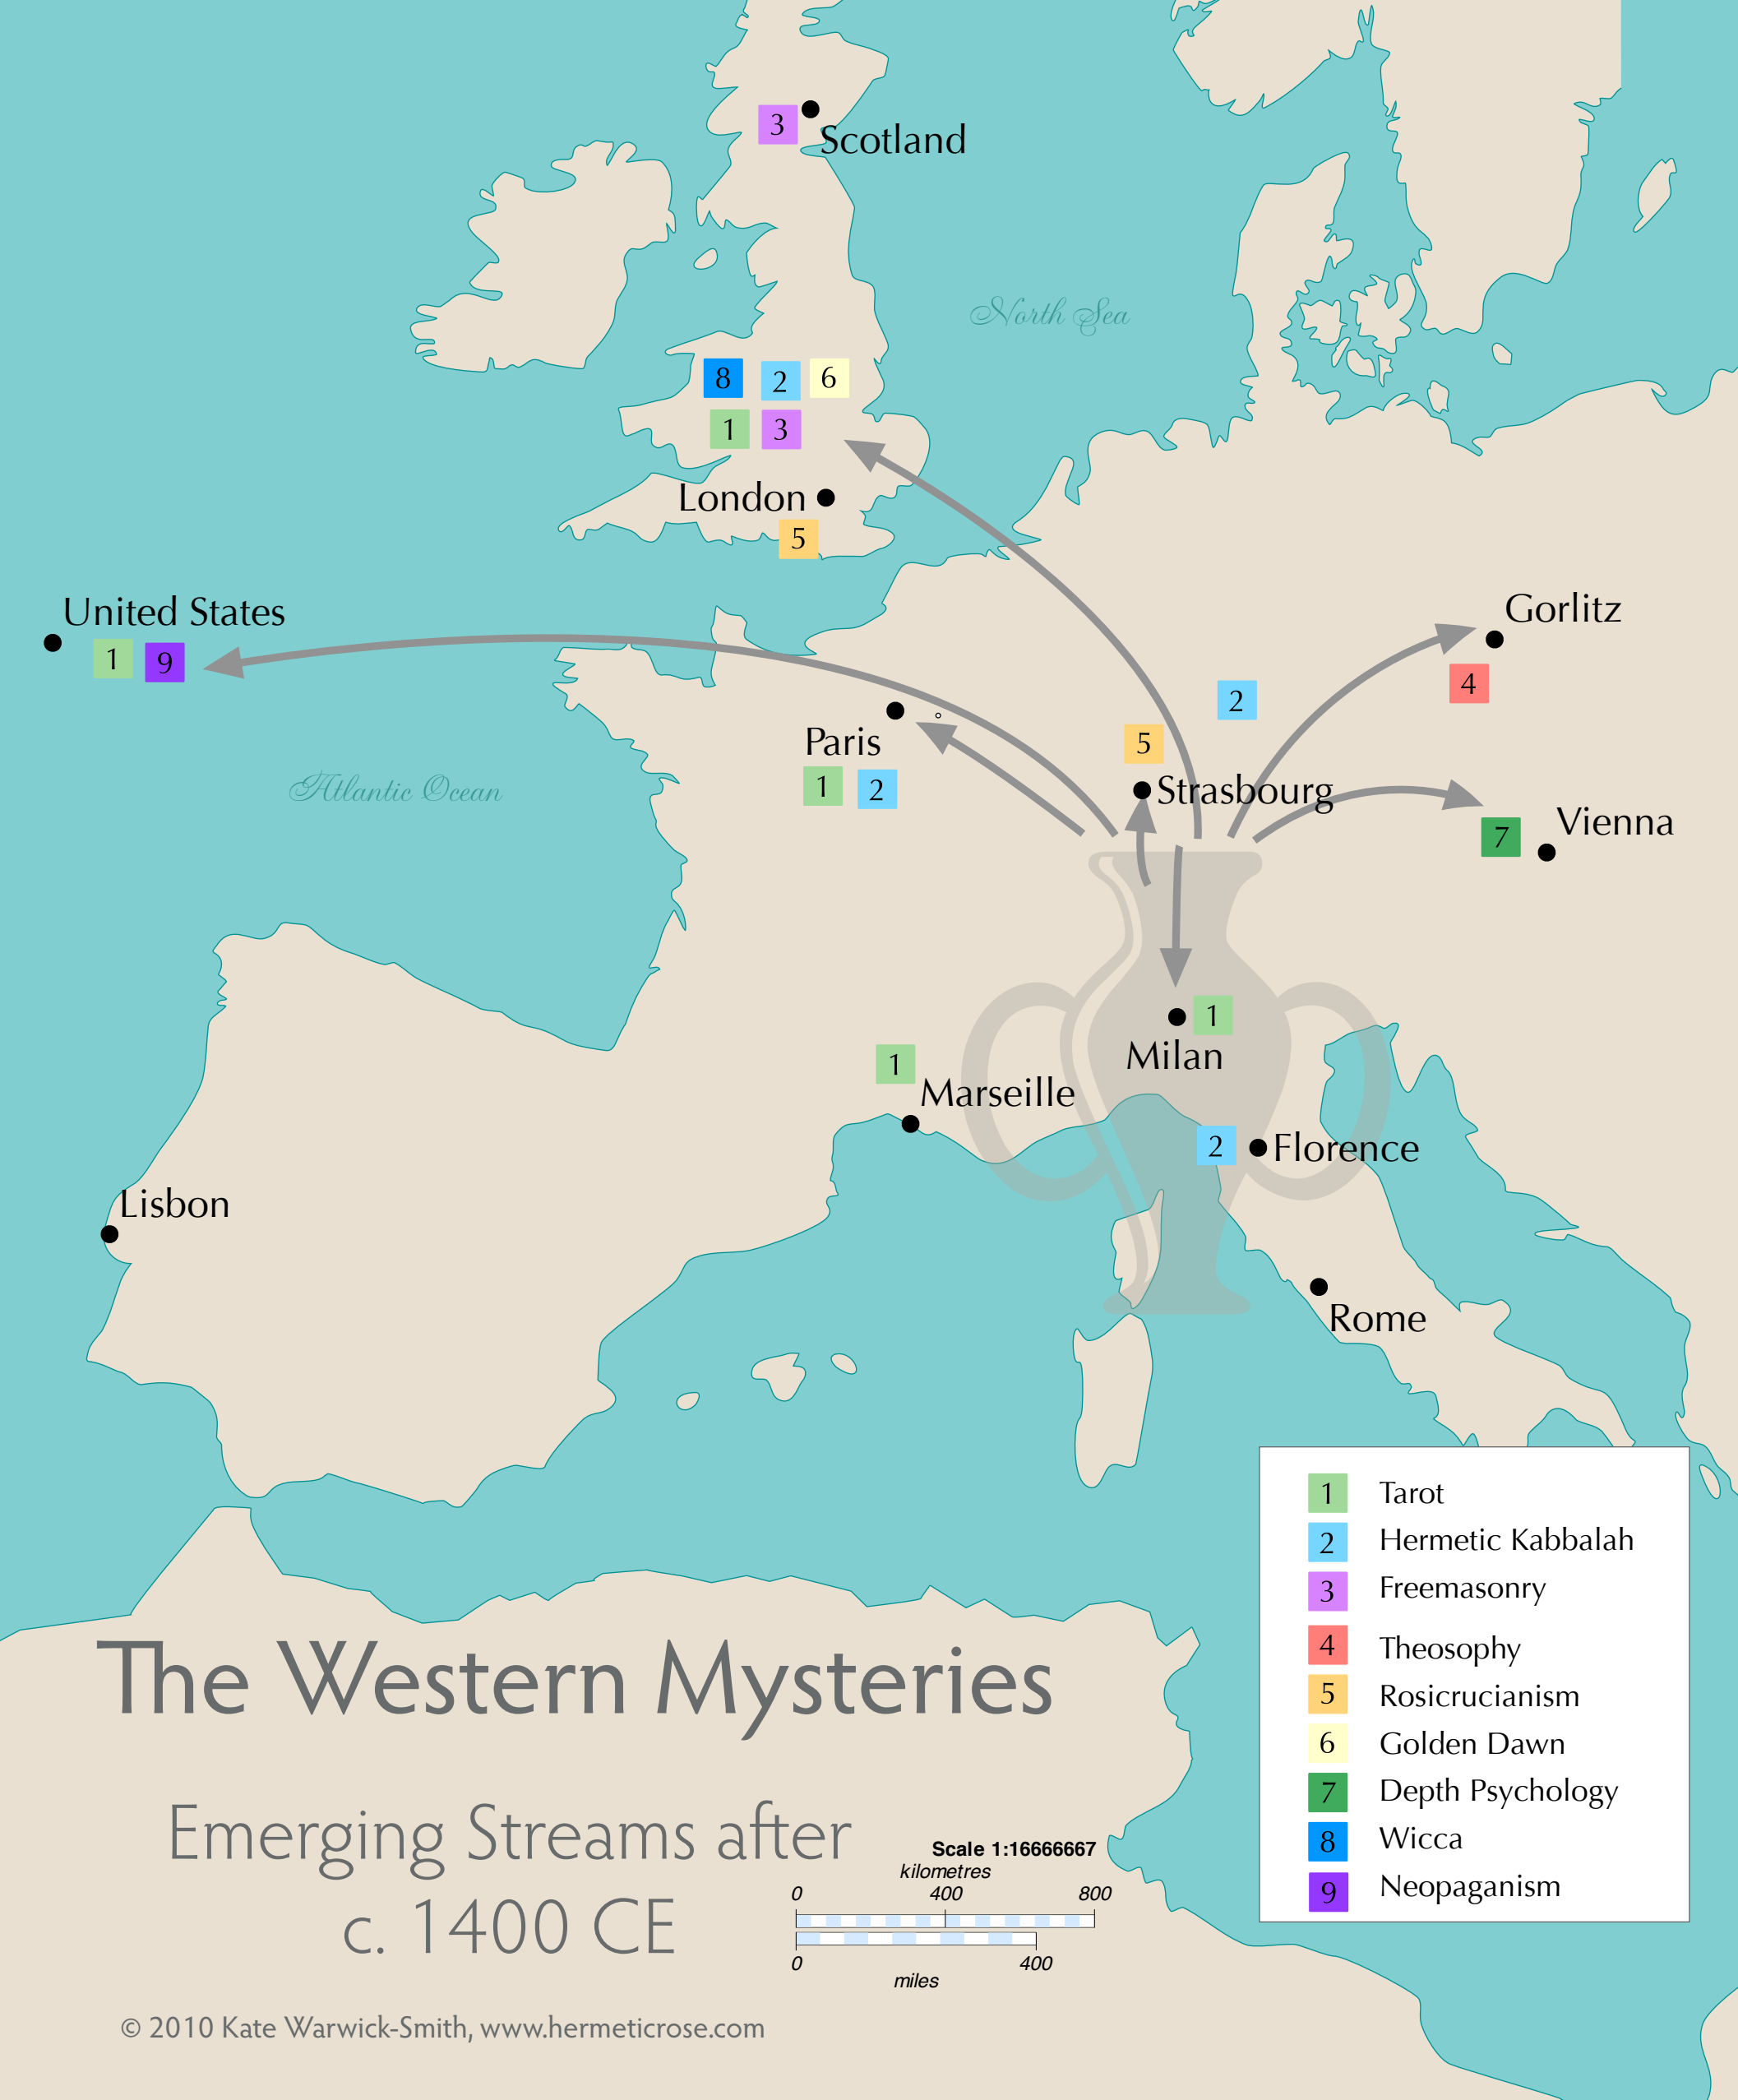 3
Scotland
North Sea
8 2 6
1 3
London
5
United States
1 9
Gorlitz
4
2
5
Paris
1 2
Strasbourg
Atlantic Ocean
Vienna
7
1
Milan
1
Marseille
2 Florence
Lisbon
Rome
1 Tarot
2 Hermetic Kabbalah
3 Freemasonry
4 Theosophy
5 Rosicrucianism
6 Golden Dawn
7 Depth Psychology
8 Wicca
9 Neopaganism
The Western Mysteries
Emerging Streams after
c. 1400 CE
Scale 1:16666667
kilometres
0 400 800
0 400
miles
© 2010 Kate Warwick-Smith, www.hermeticrose.com